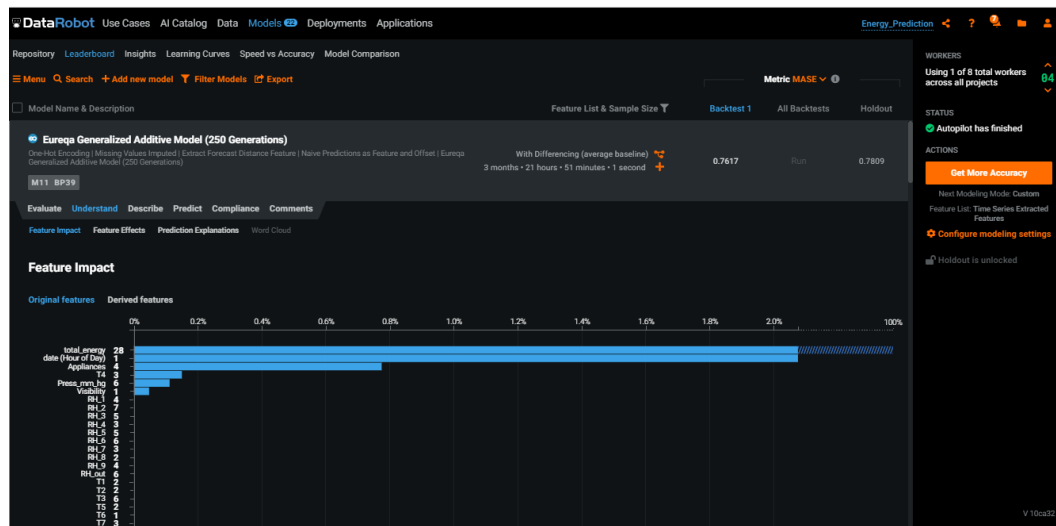 DataRobot Use Cases AI Catalog Data Models 22 Deployments Applications Energy_Prediction ? 7
Repository Leaderboard Insights Learning Curves Speed vs Accuracy Model Comparison
Menu Search + Add new model Filter Models Export
Metric MASE
Model Name & Description Feature List & Sample Size Backtest 1 All Backtests Holdout
Eureqa Generalized Additive Model (250 Generations)
One-Hot Encoding | Missing Values Imputed | Extract Forecast Distance Feature | Naive Predictions as Feature and Offset | Eureqa
Generalized Additive Model (250 Generations)
With Differencing (average baseline)
3 months • 21 hours • 51 minutes • 1 second +
0.7617 Run 0.7809
M11 BP39
Evaluate Understand Describe Predict Compliance Comments
Feature Impact Feature Effects Prediction Explanations Word Cloud
Feature Impact
Original features Derived features
0% 0.2% 0.4% 0.6% 0.8% 1.0% 1.2% 1.4% 1.6% 1.8% 2.0% 100%
total_energy 28
date (Hour of Day) 1
Appliances 4
T4 3
Press_mm_hg 6
Visibility 1
RH_1 4
RH_2 7
RH_3 5
RH_4 3
RH_5 5
RH_6 6
RH_7 3
RH_8 2
RH_9 4
RH_out 6
T1 2
T2 2
T3 6
T5 2
T6 1
T7 3
WORKERS
Using 1 of 8 total workers
across all projects
04
STATUS
Autopilot has finished
ACTIONS
Get More Accuracy
Next Modeling Mode: Custom
Feature List: Time Series Extracted
Features
Configure modeling settings
Holdout is unlocked
V 10ca32